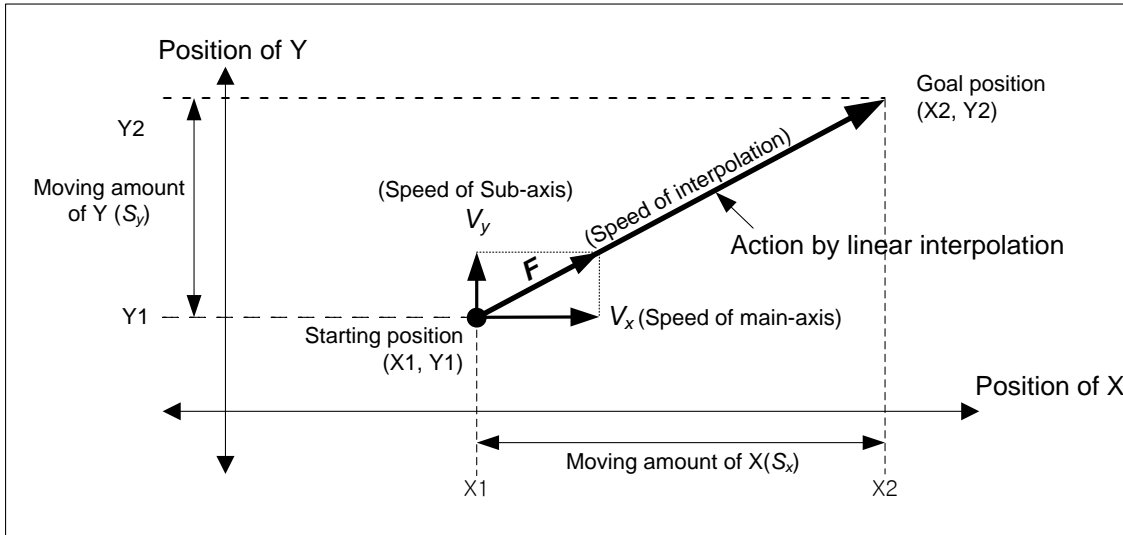 Position of Y
Goal position
(X2, Y2)
Y2
(Speed of interpolation)
Moving amount
of Y (Sy)
(Speed of Sub-axis)
Vy
Action by linear interpolation
F
Y1
Vx (Speed of main-axis)
Starting position
(X1, Y1)
Position of X
Moving amount of X(Sx)
X1
X2